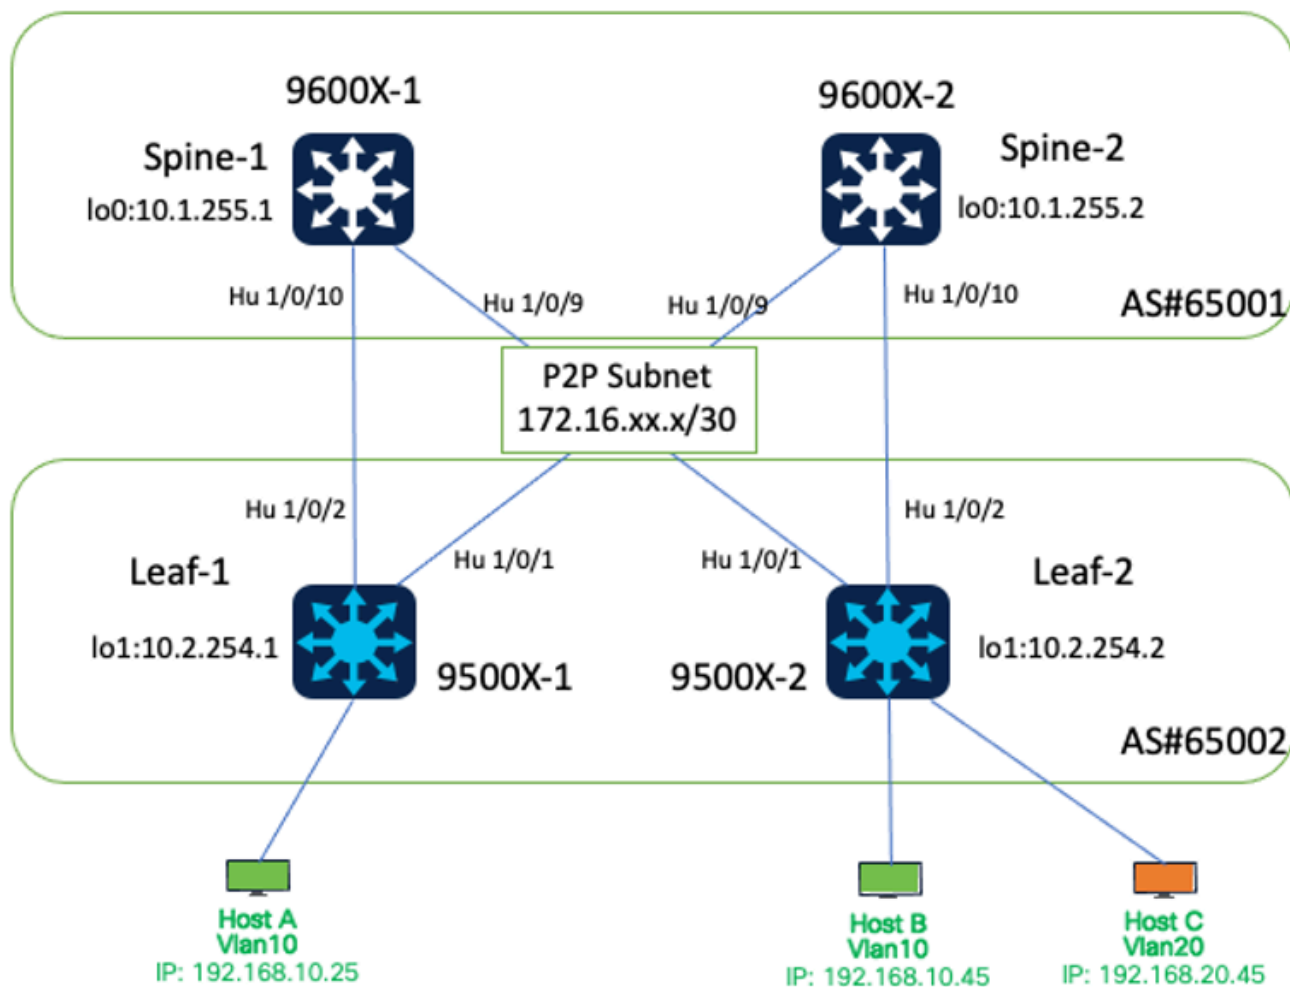 9600X-1
9600X-2
Spine-1
Spine-2
lo0:10.1.255.1
lo0:10.1.255.2
Hu 1/0/10
Hu 1/0/9
Hu 1/0/9
Hu 1/0/10
AS#65001
P2P Subnet
172.16.xx.x/30
Hu 1/0/2
Hu 1/0/2
Hu 1/0/1
Hu 1/0/1
Leaf-1
Leaf-2
lo1:10.2.254.1
lo1:10.2.254.2
9500X-1
9500X-2
AS#65002
Host A
Vlan10
IP: 192.168.10.25
Host B
Vlan10
IP: 192.168.10.45
Host C
Vlan20
IP: 192.168.20.45